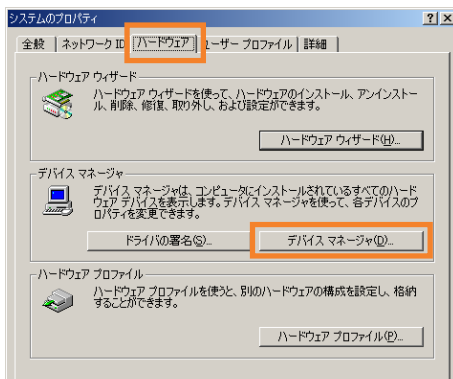 システムのプロパティ
全般 ネットワーク ID ハードウェア ユーザー プロファイル 詳細
ハードウェア ウィザード
ハードウェア ウィザードを使って、ハードウェアのインストール、アンインストー
ル、削除、修復、取り外し、および設定ができます。
ハードウェア ウィザード(H)...
デバイス マネージャ
デバイス マネージャは、コンピュータにインストールされているすべてのハード
ウェア デバイスを表示します。デバイス マネージャを使って、各デバイスのプ
ロパティを変更できます。
ドライバの署名(S)... デバイス マネージャ(D)...
ハードウェア プロファイル
ハードウェア プロファイルを使うと、別のハードウェアの構成を設定し、格納
することができます。
ハードウェア プロファイル(P)...